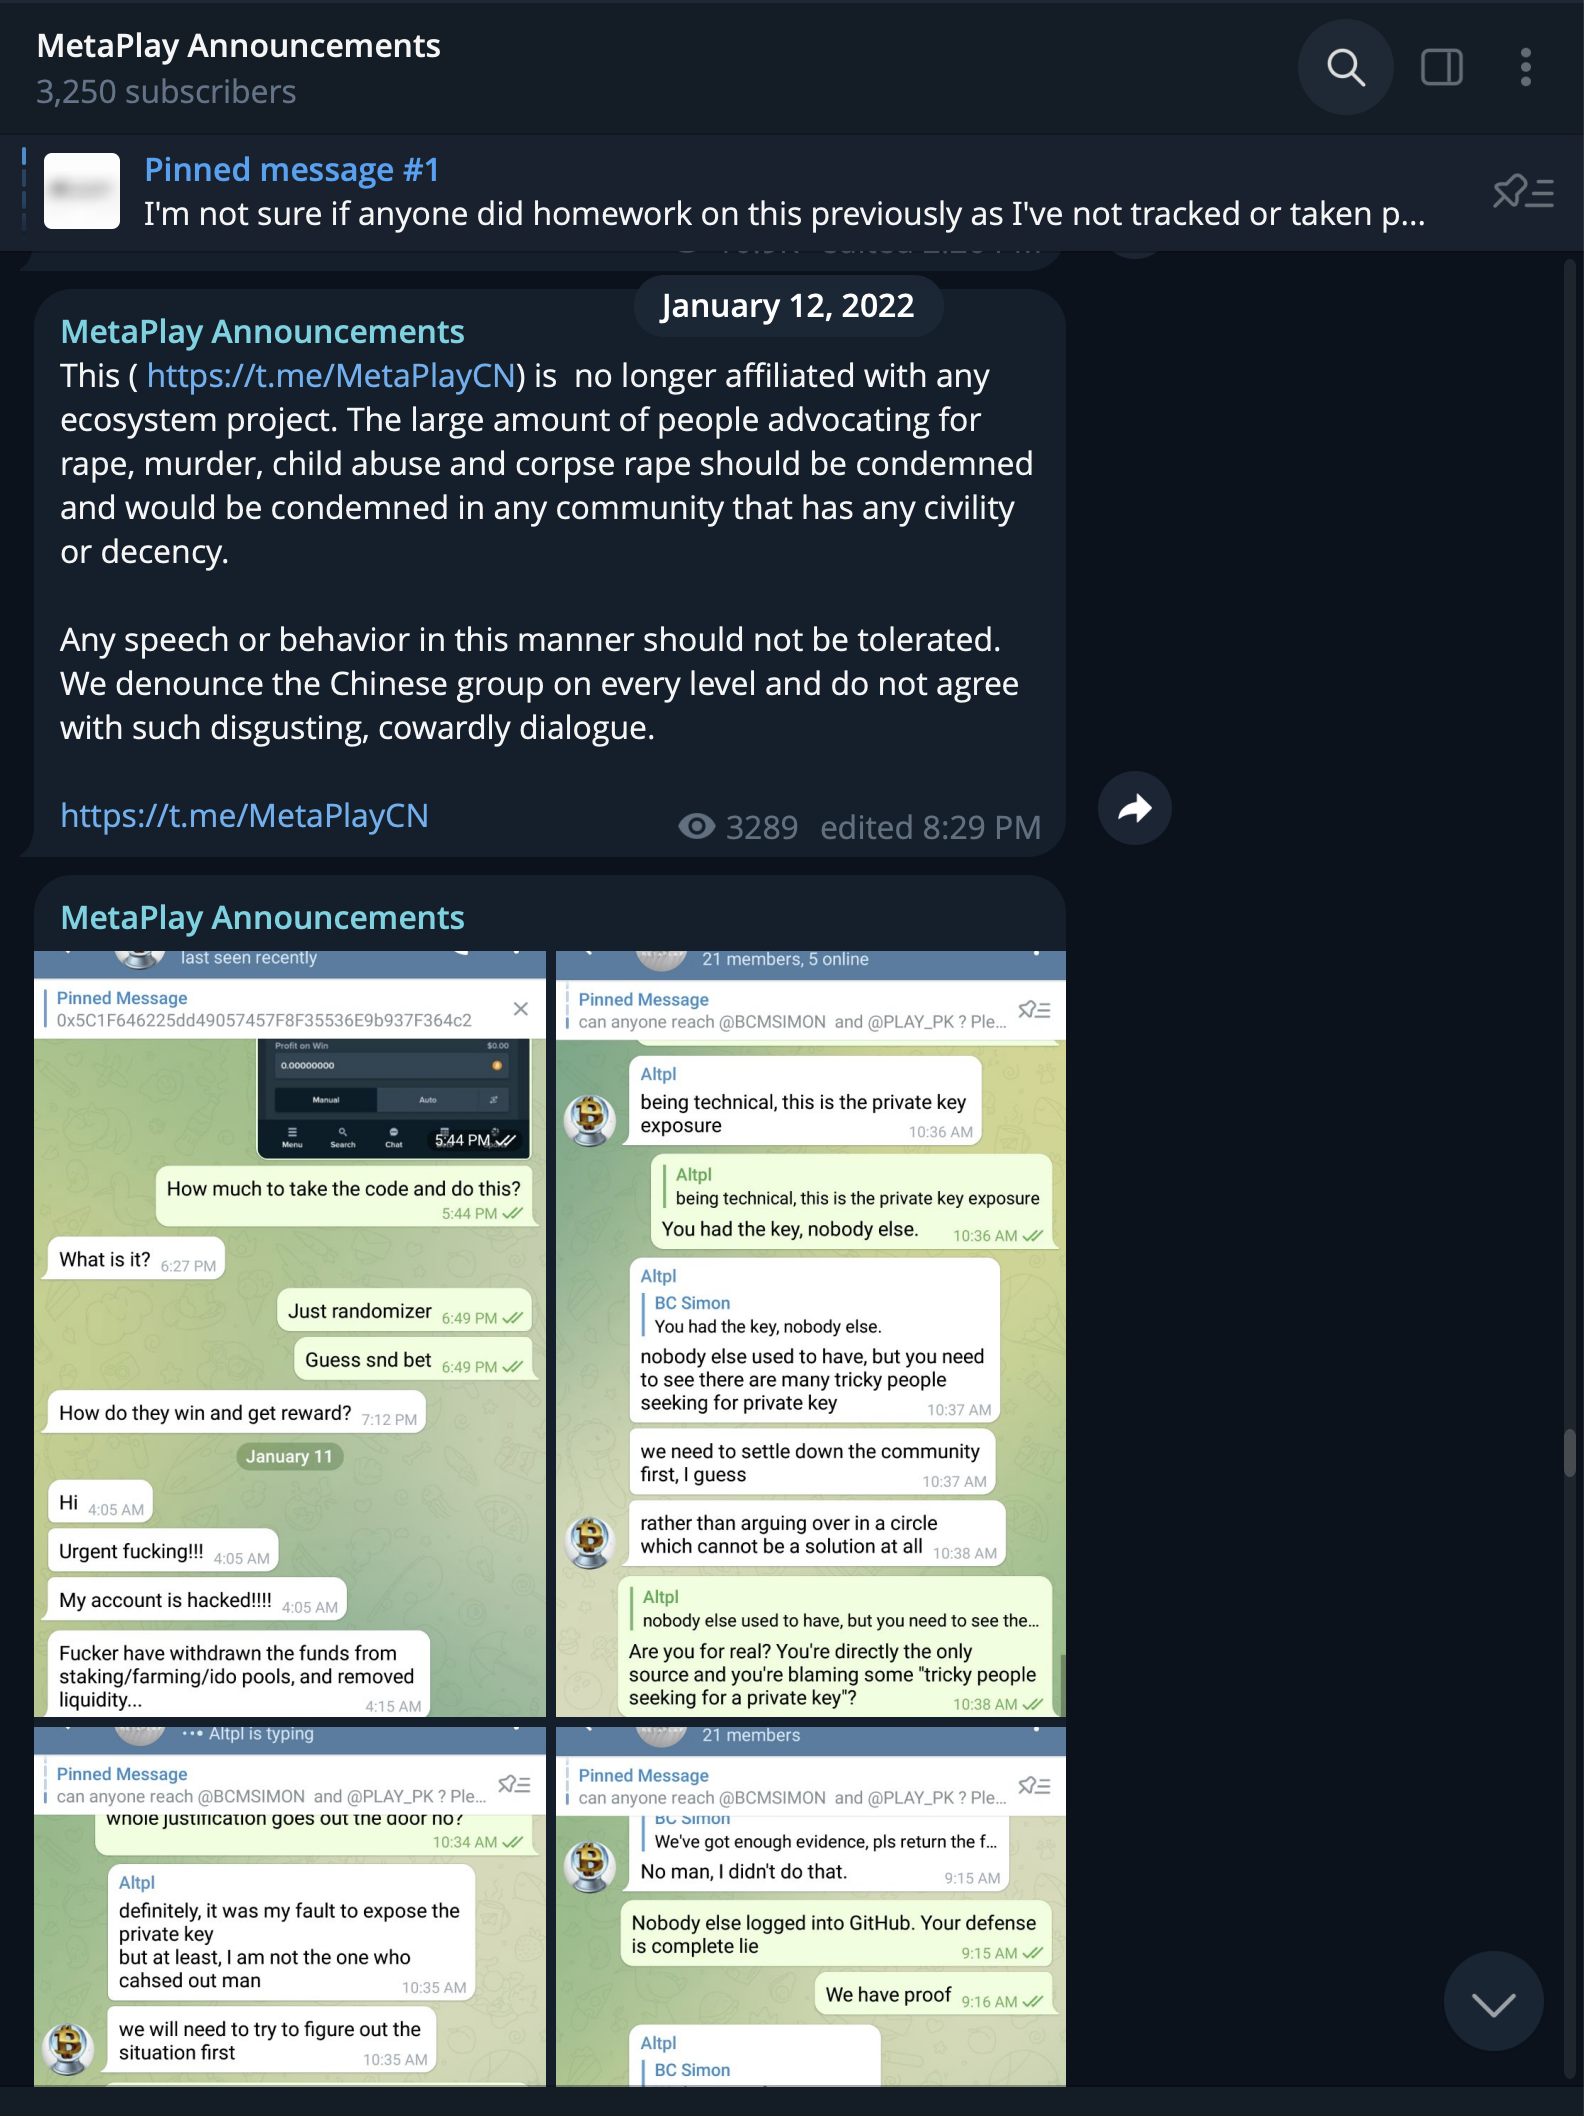 MetaPlay Announcements
3,250 subscribers
Pinned message #1
I'm not sure if anyone did homework on this previously as I've not tracked or taken p...
January 12, 2022
MetaPlay Announcements
This ( https://t.me/MetaPlayCN) is  no longer affiliated with any
ecosystem project. The large amount of people advocating for
rape, murder, child abuse and corpse rape should be condemned
and would be condemned in any community that has any civility
or decency.
Any speech or behavior in this manner should not be tolerated.
We denounce the Chinese group on every level and do not agree
with such disgusting, cowardly dialogue.
https://t.me/MetaPlayCN
3289 edited 8:29 PM
MetaPlay Announcements
last seen recently
Pinned Message
0x5C1F646225dd49057457F8F35536E9b937F364c2
Profit on Win $0.00
0.00000000
Manual Auto
Menu Search Chat
5:44 PM
How much to take the code and do this?
5:44 PM
What is it? 6:27 PM
Just randomizer 6:49 PM
Guess snd bet 6:49 PM
How do they win and get reward? 7:12 PM
January 11
Hi 4:05 AM
Urgent fucking!!! 4:05 AM
My account is hacked!!!! 4:05 AM
Fucker have withdrawn the funds from
staking/farming/ido pools, and removed
liquidity... 4:15 AM
21 members, 5 online
Pinned Message
can anyone reach @BCMSIMON  and @PLAY_PK ? Ple...
Altpl
being technical, this is the private key
exposure 10:36 AM
Altpl
being technical, this is the private key exposure
You had the key, nobody else. 10:36 AM
Altpl
BC Simon
You had the key, nobody else.
nobody else used to have, but you need
to see there are many tricky people
seeking for private key 10:37 AM
we need to settle down the community
first, I guess 10:37 AM
rather than arguing over in a circle
which cannot be a solution at all 10:38 AM
Altpl
nobody else used to have, but you need to see the...
Are you for real? You're directly the only
source and you're blaming some "tricky people
seeking for a private key"? 10:38 AM
Altpl is typing
Pinned Message
can anyone reach @BCMSIMON  and @PLAY_PK ? Ple...
whole justification goes out the door no?
10:34 AM
Altpl
definitely, it was my fault to expose the
private key
but at least, I am not the one who
cahsed out man 10:35 AM
we will need to try to figure out the
situation first 10:35 AM
21 members
Pinned Message
can anyone reach @BCMSIMON  and @PLAY_PK ? Ple...
BC Simon
We've got enough evidence, pls return the f...
No man, I didn't do that. 9:15 AM
Nobody else logged into GitHub. Your defense
is complete lie 9:15 AM
We have proof 9:16 AM
Altpl
BC Simon